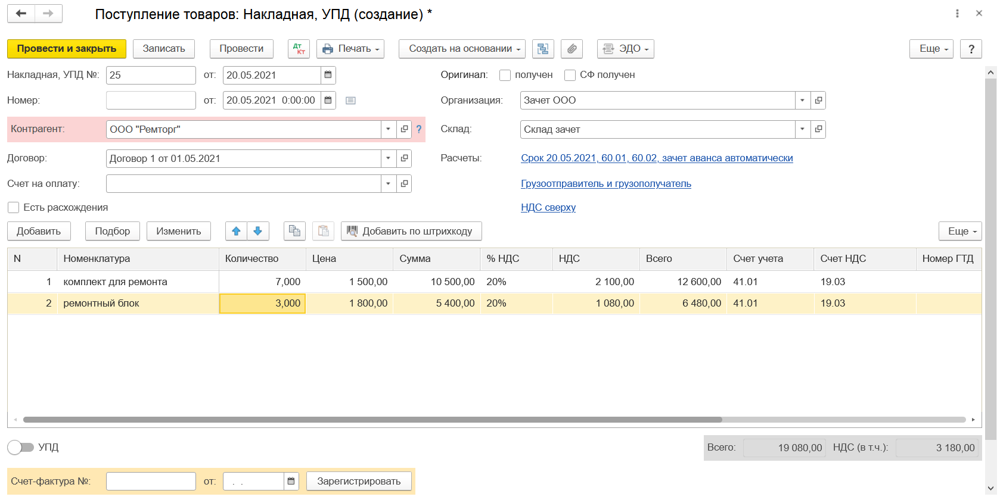 Поступление товаров: Накладная, УПД (создание) *
Провести и закрыть Записать Провести Дт Кт Печать Создать на основании ЭДО Еще ?
Накладная, УПД №: 25 от: 20.05.2021 Оригинал: получен СФ получен
Номер: от: 20.05.2021 0:00:00 Организация: Зачет ООО
Контрагент: ООО "Ремторг" ? Склад: Склад зачет
Договор: Договор 1 от 01.05.2021 Расчеты: Срок 20.05.2021, 60.01, 60.02, зачет аванса автоматически
Счет на оплату: Грузоотправитель и грузополучатель
Есть расхождения НДС сверху
Добавить Подбор Изменить Добавить по штрихкоду Еще
N Номенклатура Количество Цена Сумма % НДС НДС Всего Счет учета Счет НДС Номер ГТД
1 комплект для ремонта 7,000 1 500,00 10 500,00 20% 2 100,00 12 600,00 41.01 19.03
2 ремонтный блок 3,000 1 800,00 5 400,00 20% 1 080,00 6 480,00 41.01 19.03
УПД Всего: 19 080,00 НДС (в т.ч.): 3 180,00
Счет-фактура №: от: . . Зарегистрировать